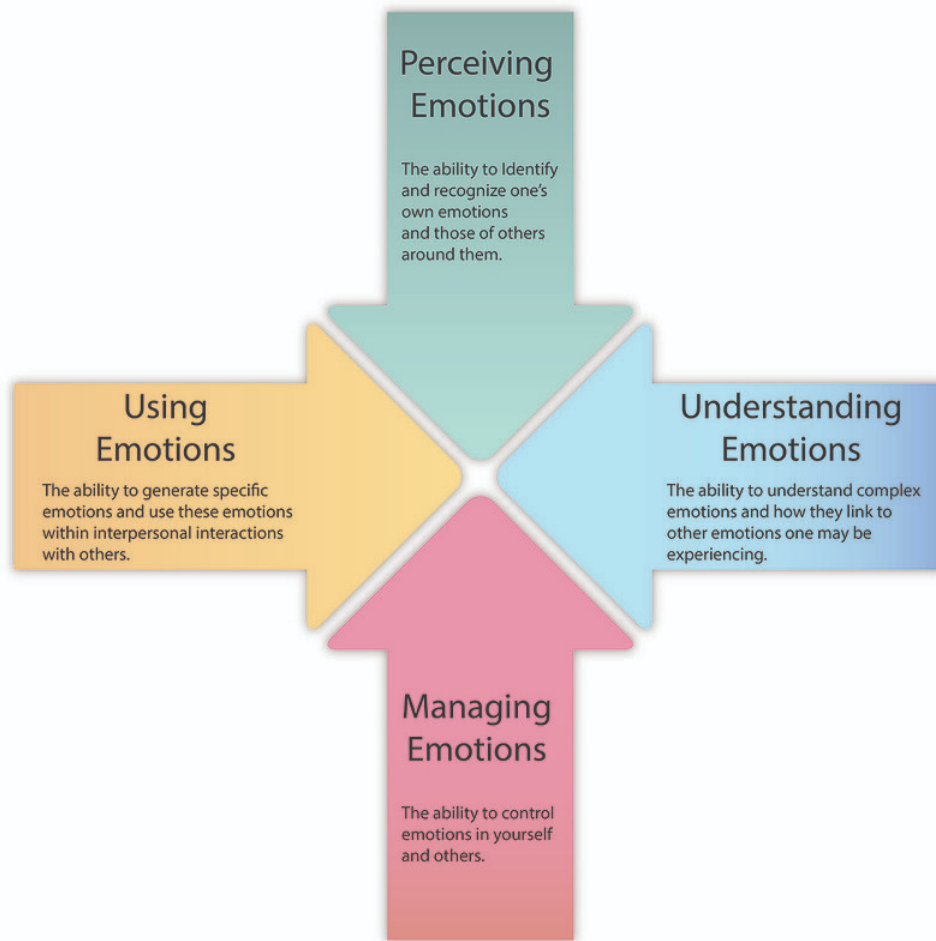 Perceiving
Emotions
The ability to Identify
and recognize one's
own emotions
and those of others
around them.
Using
Emotions
The ability to generate specific
emotions and use these emotions
within interpersonal interactions
with others.
Understanding
Emotions
The ability to understand complex
emotions and how they link to
other emotions one may be
experiencing.
Managing
Emotions
The ability to control
emotions in yourself
and others.